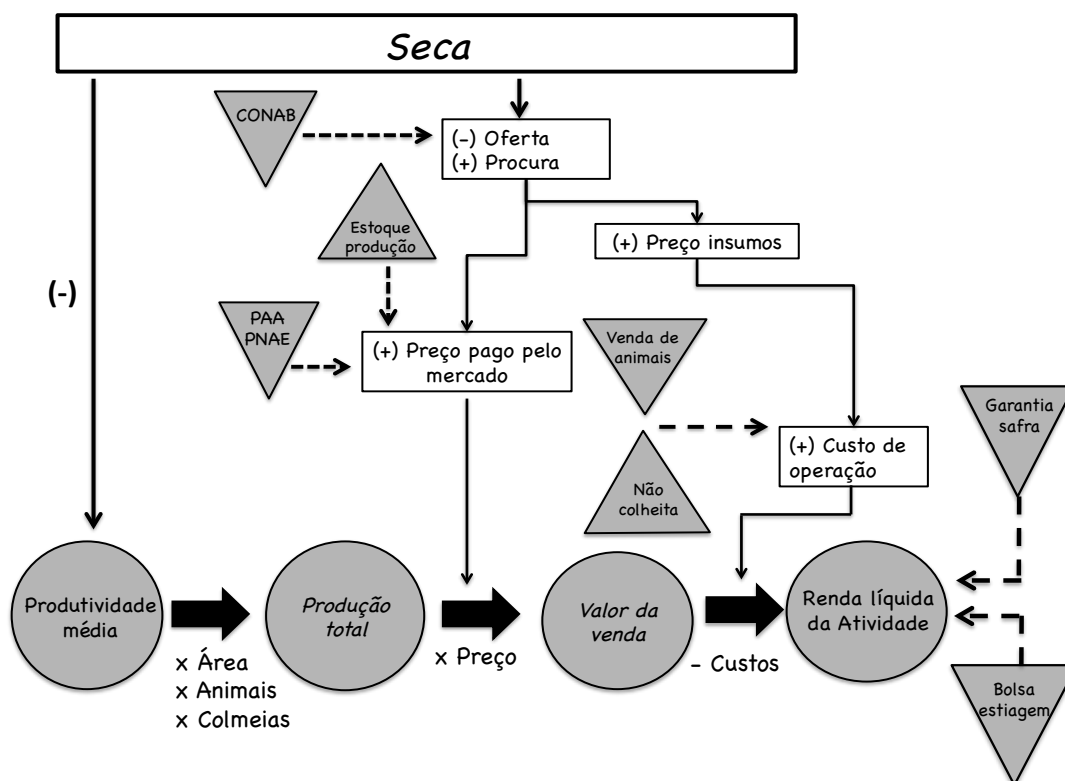 Seca
CONAB
(-) Oferta
(+) Procura
Estoque
produção
(+) Preço insumos
(-)
PAA
PNAE
(+) Preço pago pelo
mercado
Venda de
animais
Garantia
safra
(+) Custo de
operação
Não
colheita
Produtividade
média
Produção
total
Valor da
venda
Renda líquida
da Atividade
x Área
x Animais
x Colmeias
x Preço
- Custos
Bolsa
estiagem